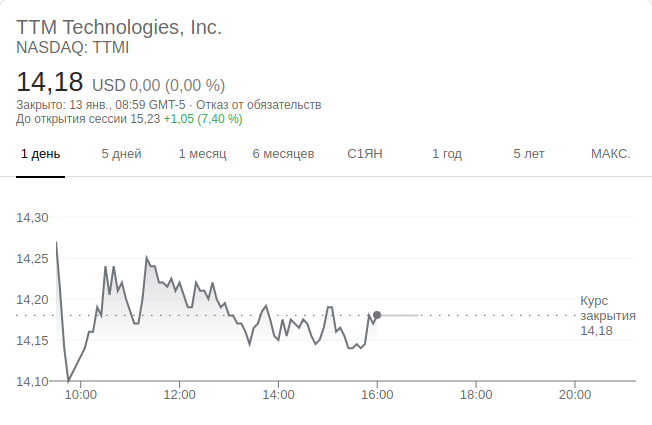 TTM Technologies, Inc.
NASDAQ: TTMI
14,18 USD 0,00 (0,00 %)
Закрыто: 13 янв., 08:59 GMT-5 · Отказ от обязательств
До открытия сессии 15,23 +1,05 (7,40 %)
1 день 5 дней 1 месяц 6 месяцев С1ЯН 1 год 5 лет МАКС.
14,30
14,25
14,20
14,15
14,10
Курс
закрытия
14,18
10:00 12:00 14:00 16:00 18:00 20:00